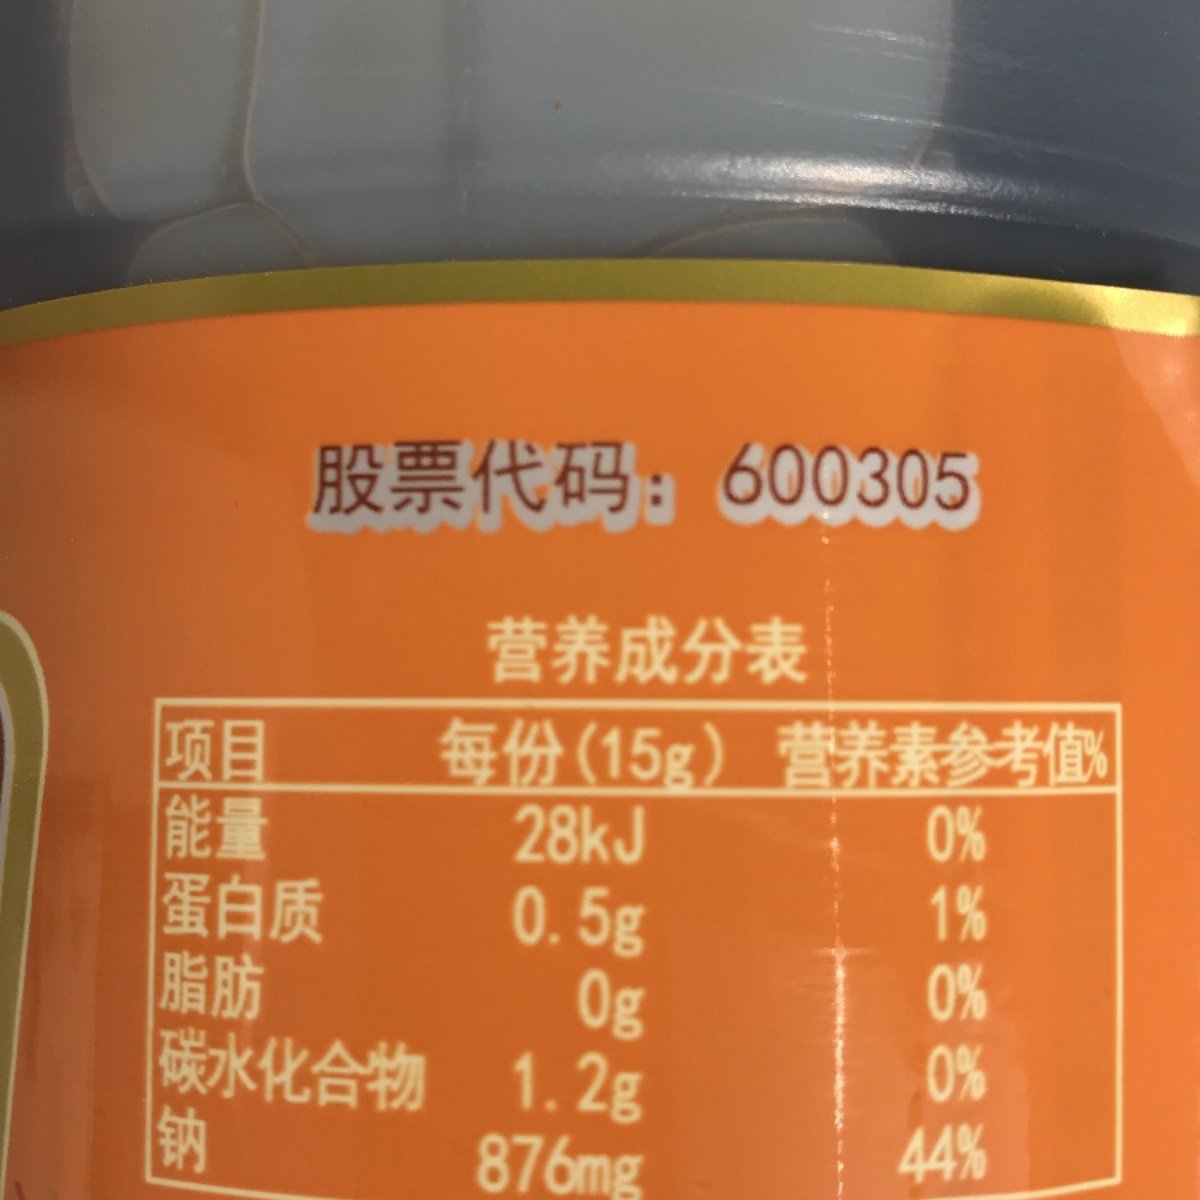 股票代码：600305
营养成分表
项目 每份(15g) 营养素参考值%
能量 28kJ 0%
蛋白质 0.5g 1%
脂肪 0g 0%
碳水化合物 1.2g 0%
钠 876mg 44%